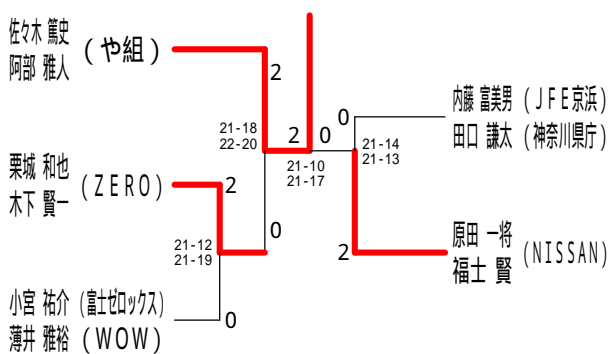 佐々木 篤史
阿部 雅人
(や組)
2
21-18
22-20
栗城 和也
木下 賢一
(ZERO)
2
0
21-12
21-19
小宮 祐介 (富士ゼロックス)
薄井 雅裕 (WOW)
0
2 0
21-10
21-17
0
内藤 富美男 (JFE京浜)
田口 謙太 (神奈川県庁)
21-14
21-13
2
原田 一将
福士 賢
(NISSAN)